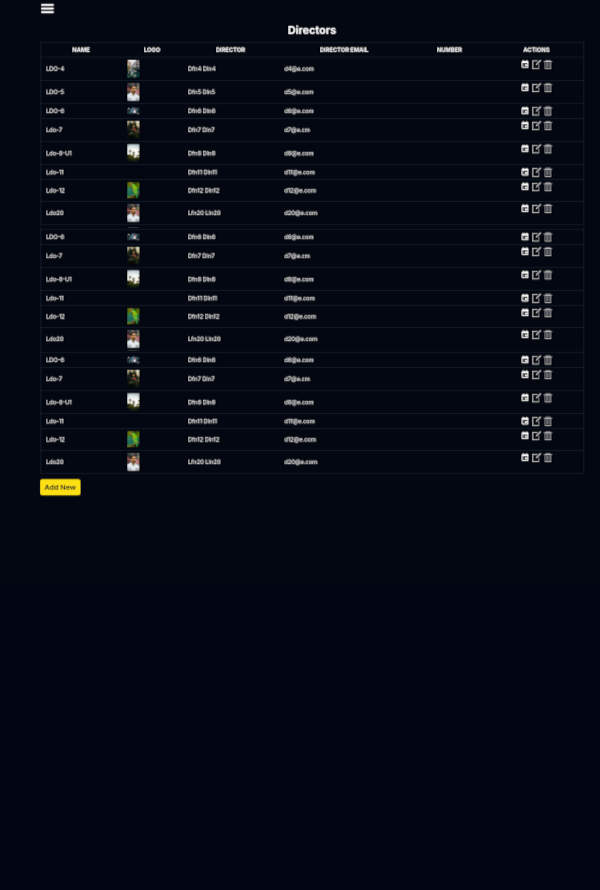 Directors
NAME LOGO DIRECTOR DIRECTOR EMAIL NUMBER ACTIONS
LDO-4 Dfn4 Dln4 d4@e.com
LDO-5 Dfn5 Dln5 d5@e.com
LDO-6 Dfn6 Dln6 d6@e.com
Ldo-7 Dfn7 Dln7 d7@e.cm
Ldo-8-U1 Dfn8 Dln8 d8@e.com
Ldo-11 Dfn11 Dln11 d11@e.com
Ldo-12 Dfn12 Dln12 d12@e.com
Ldo20 Lfn20 Lln20 d20@e.com
LDO-6 Dfn6 Dln6 d6@e.com
Ldo-7 Dfn7 Dln7 d7@e.cm
Ldo-8-U1 Dfn8 Dln8 d8@e.com
Ldo-11 Dfn11 Dln11 d11@e.com
Ldo-12 Dfn12 Dln12 d12@e.com
Ldo20 Lfn20 Lln20 d20@e.com
LDO-6 Dfn6 Dln6 d6@e.com
Ldo-7 Dfn7 Dln7 d7@e.cm
Ldo-8-U1 Dfn8 Dln8 d8@e.com
Ldo-11 Dfn11 Dln11 d11@e.com
Ldo-12 Dfn12 Dln12 d12@e.com
Ldo20 Lfn20 Lln20 d20@e.com
Add New